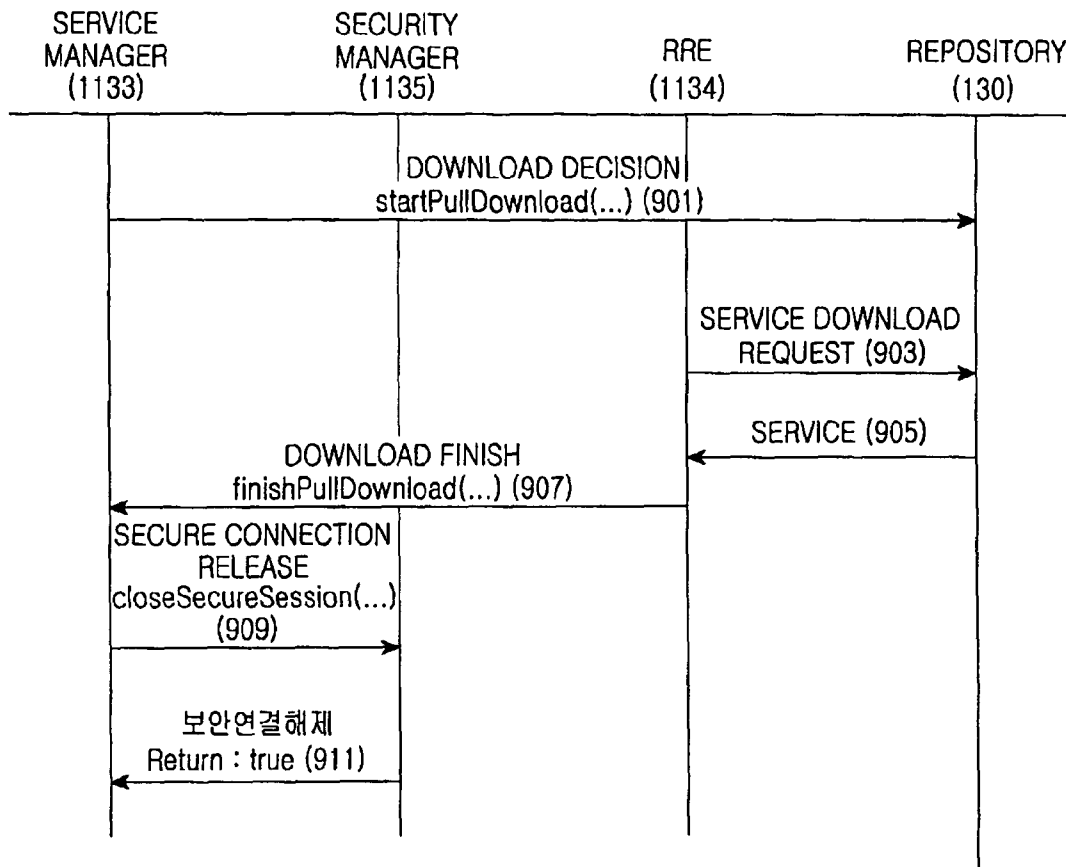 SERVICE
MANAGER
(1133)
SECURITY
MANAGER
(1135)
RRE
(1134)
REPOSITORY
(130)
DOWNLOAD DECISION
startPullDownload(...) (901)
SERVICE DOWNLOAD
REQUEST (903)
SERVICE (905)
DOWNLOAD FINISH
finishPullDownload(...) (907)
SECURE CONNECTION
RELEASE
closeSecureSession(...)
(909)
보안연결해제
Return : true (911)